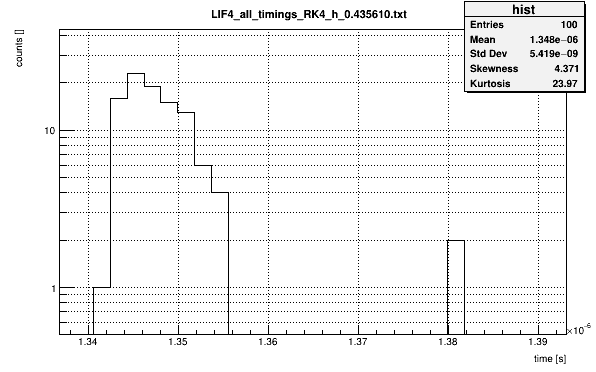 LIF4_all_timings_RK4_h_0.435610.txt
hist
Entries 100
Mean 1.348e−06
Std Dev 5.419e−09
Skewness 4.371
Kurtosis 23.97
counts []
10
1
1.34 1.35 1.36 1.37 1.38 1.39
×10⁻⁶
time [s]